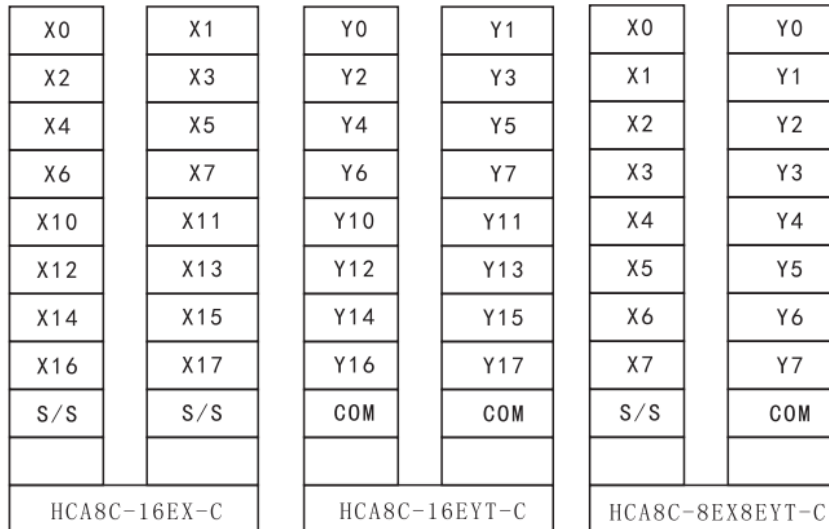 X0 X1 Y0 Y1 X0 Y0
X2 X3 Y2 Y3 X1 Y1
X4 X5 Y4 Y5 X2 Y2
X6 X7 Y6 Y7 X3 Y3
X10 X11 Y10 Y11 X4 Y4
X12 X13 Y12 Y13 X5 Y5
X14 X15 Y14 Y15 X6 Y6
X16 X17 Y16 Y17 X7 Y7
S/S S/S COM COM S/S COM
HCA8C-16EX-C HCA8C-16EYT-C HCA8C-8EX8EYT-C